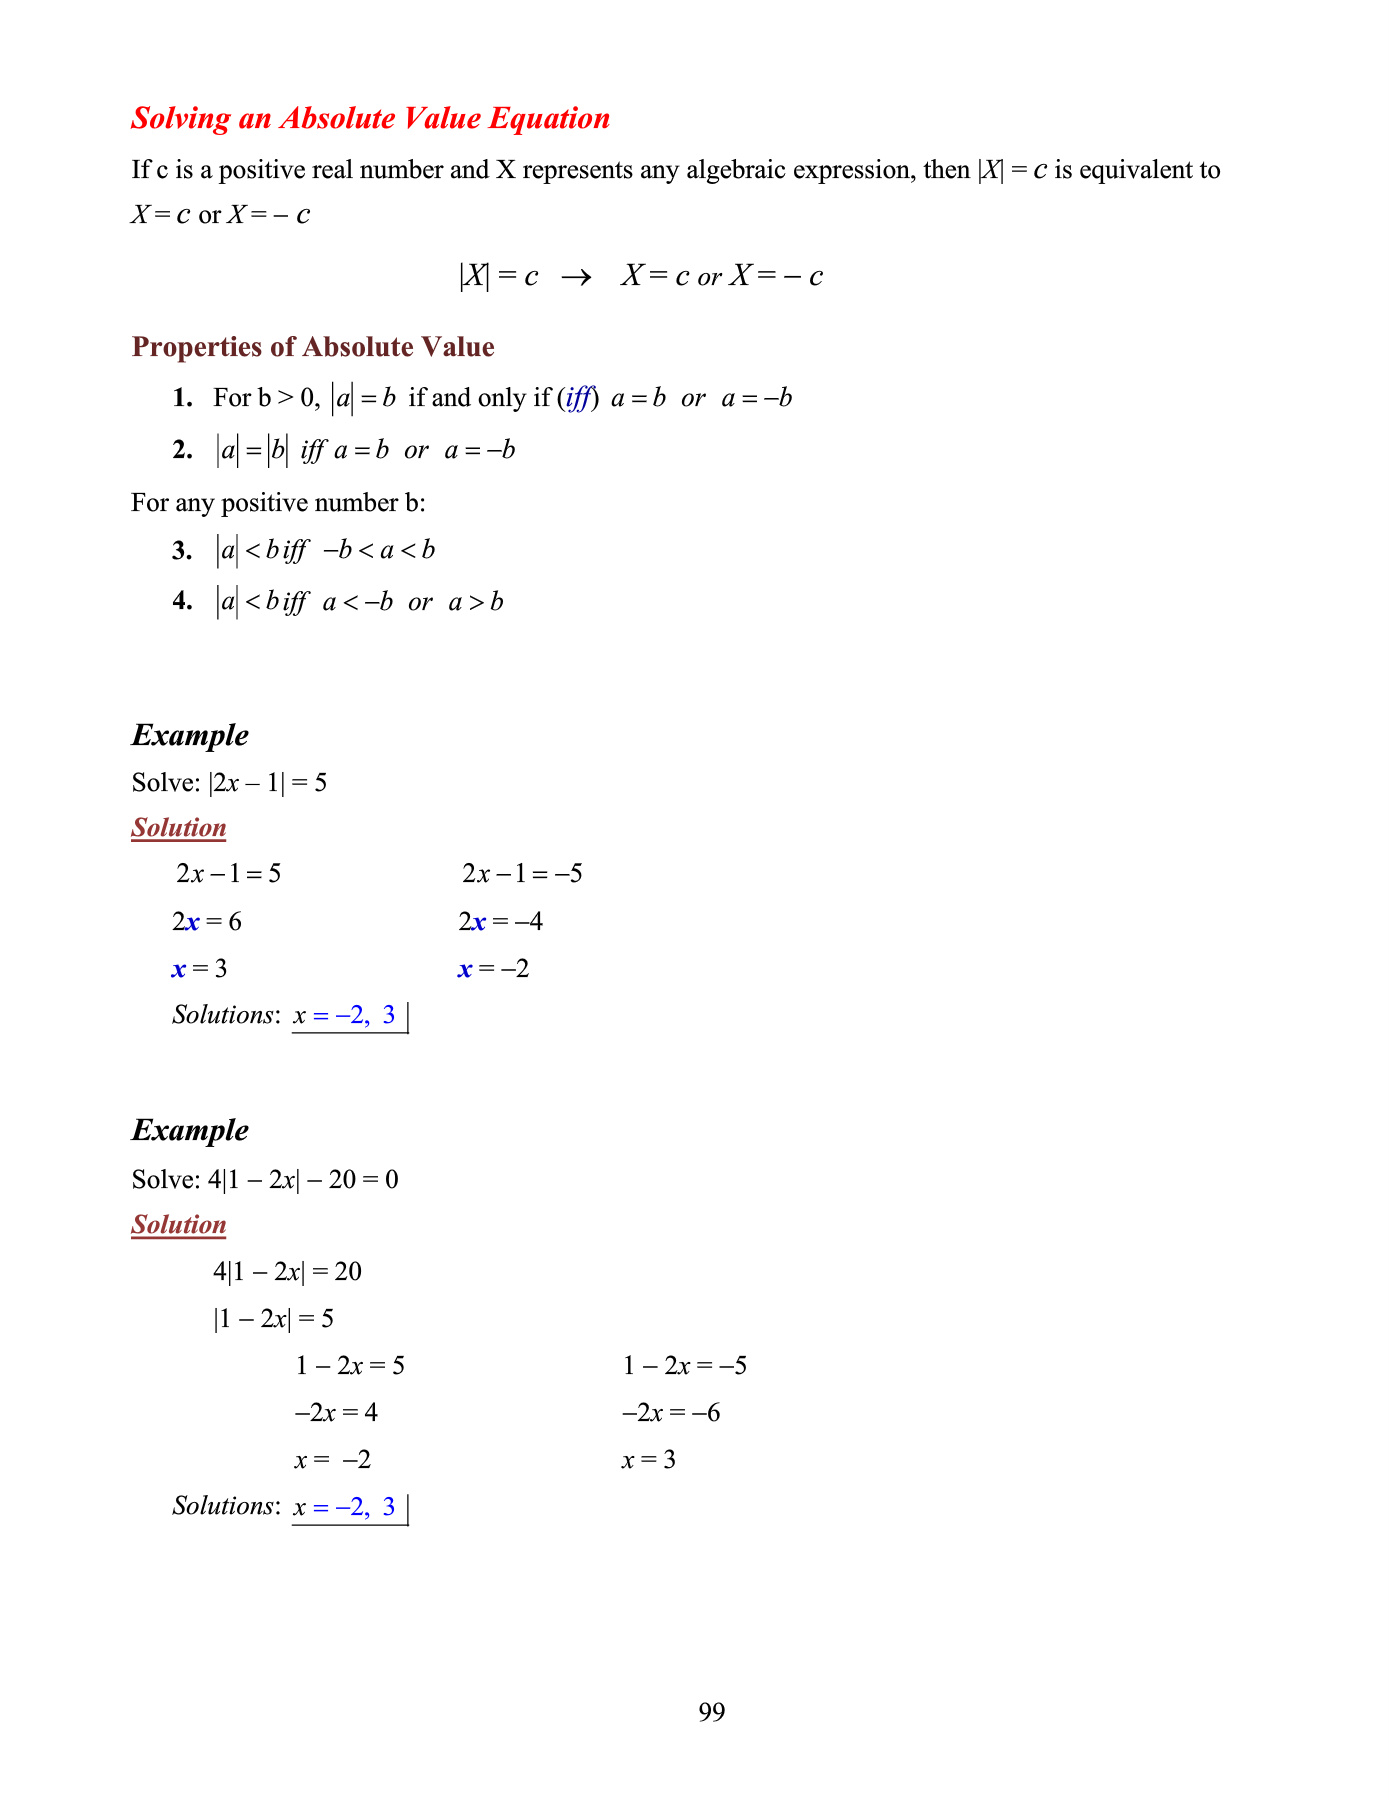 Solving an Absolute Value Equation
If c is a positive real number and X represents any algebraic expression, then |X| = c is equivalent to
X = c or X = – c
|X| = c → X = c or X = – c
Properties of Absolute Value
1. For b > 0, |a| = b if and only if (iff) a = b or a = –b
2. |a| = |b| iff a = b or a = –b
For any positive number b:
3. |a| < b iff –b < a < b
4. |a| < b iff a < –b or a > b
Example
Solve: |2x – 1| = 5
Solution
2x – 1 = 5 2x – 1 = –5
2x = 6 2x = –4
x = 3 x = –2
Solutions: x = –2, 3
Example
Solve: 4|1 – 2x| – 20 = 0
Solution
4|1 – 2x| = 20
|1 – 2x| = 5
1 – 2x = 5 1 – 2x = –5
–2x = 4 –2x = –6
x = –2 x = 3
Solutions: x = –2, 3
99